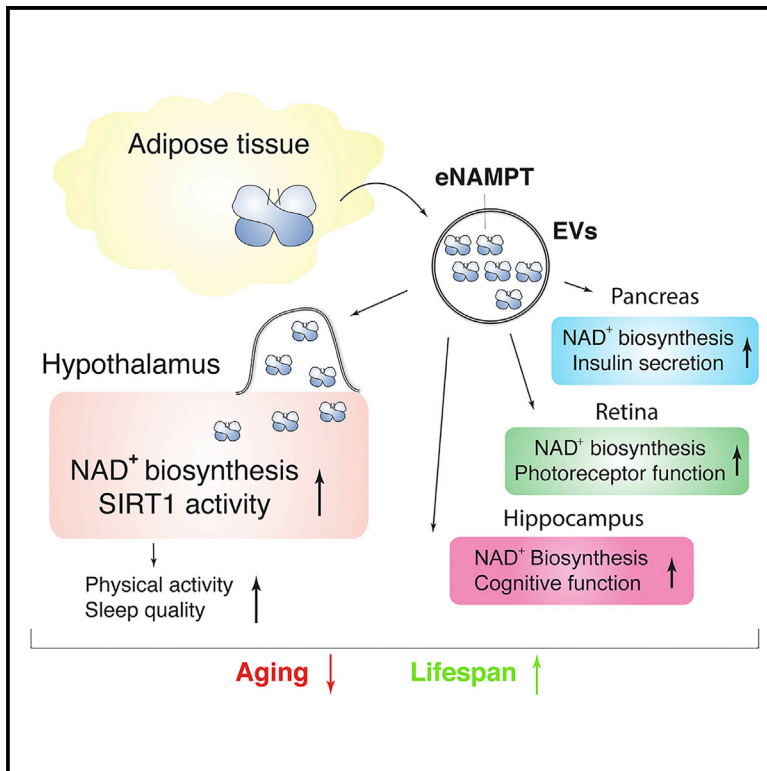 Adipose tissue
eNAMPT
EVs
Pancreas
NAD⁺ biosynthesis
Insulin secretion
Hypothalamus
Retina
NAD⁺ biosynthesis
Photoreceptor function
NAD⁺ biosynthesis
SIRT1 activity
Hippocampus
NAD⁺ Biosynthesis
Cognitive function
Physical activity
Sleep quality
Aging
Lifespan